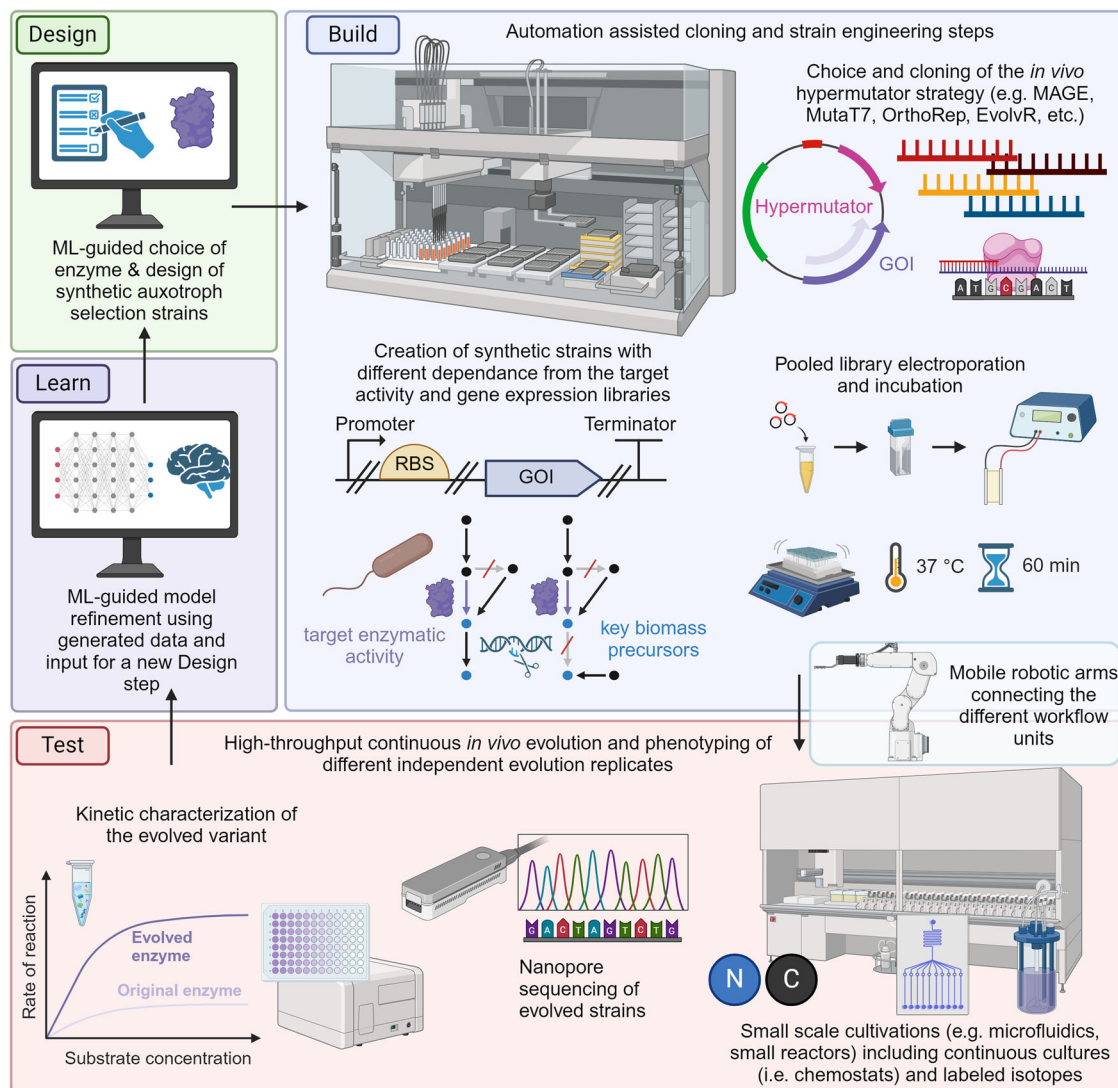 Design
ML-guided choice of
enzyme & design of
synthetic auxotroph
selection strains
Build
Automation assisted cloning and strain engineering steps
Choice and cloning of the in vivo
hypermutator strategy (e.g. MAGE,
MutaT7, OrthoRep, EvolvR, etc.)
Hypermutator
GOI
A T G C G A C T
Creation of synthetic strains with
different dependance from the target
activity and gene expression libraries
Promoter
Terminator
RBS
GOI
target enzymatic
activity
key biomass
precursors
Pooled library electroporation
and incubation
37 °C
60 min
Mobile robotic arms
connecting the
different workflow
units
Learn
ML-guided model
refinement using
generated data and
input for a new Design
step
Test
High-throughput continuous in vivo evolution and phenotyping of
different independent evolution replicates
Kinetic characterization of
the evolved variant
Rate of reaction
Evolved
enzyme
Original enzyme
Substrate concentration
G A C T A G T C T G
Nanopore
sequencing of
evolved strains
N C
Small scale cultivations (e.g. microfluidics,
small reactors) including continuous cultures
(i.e. chemostats) and labeled isotopes